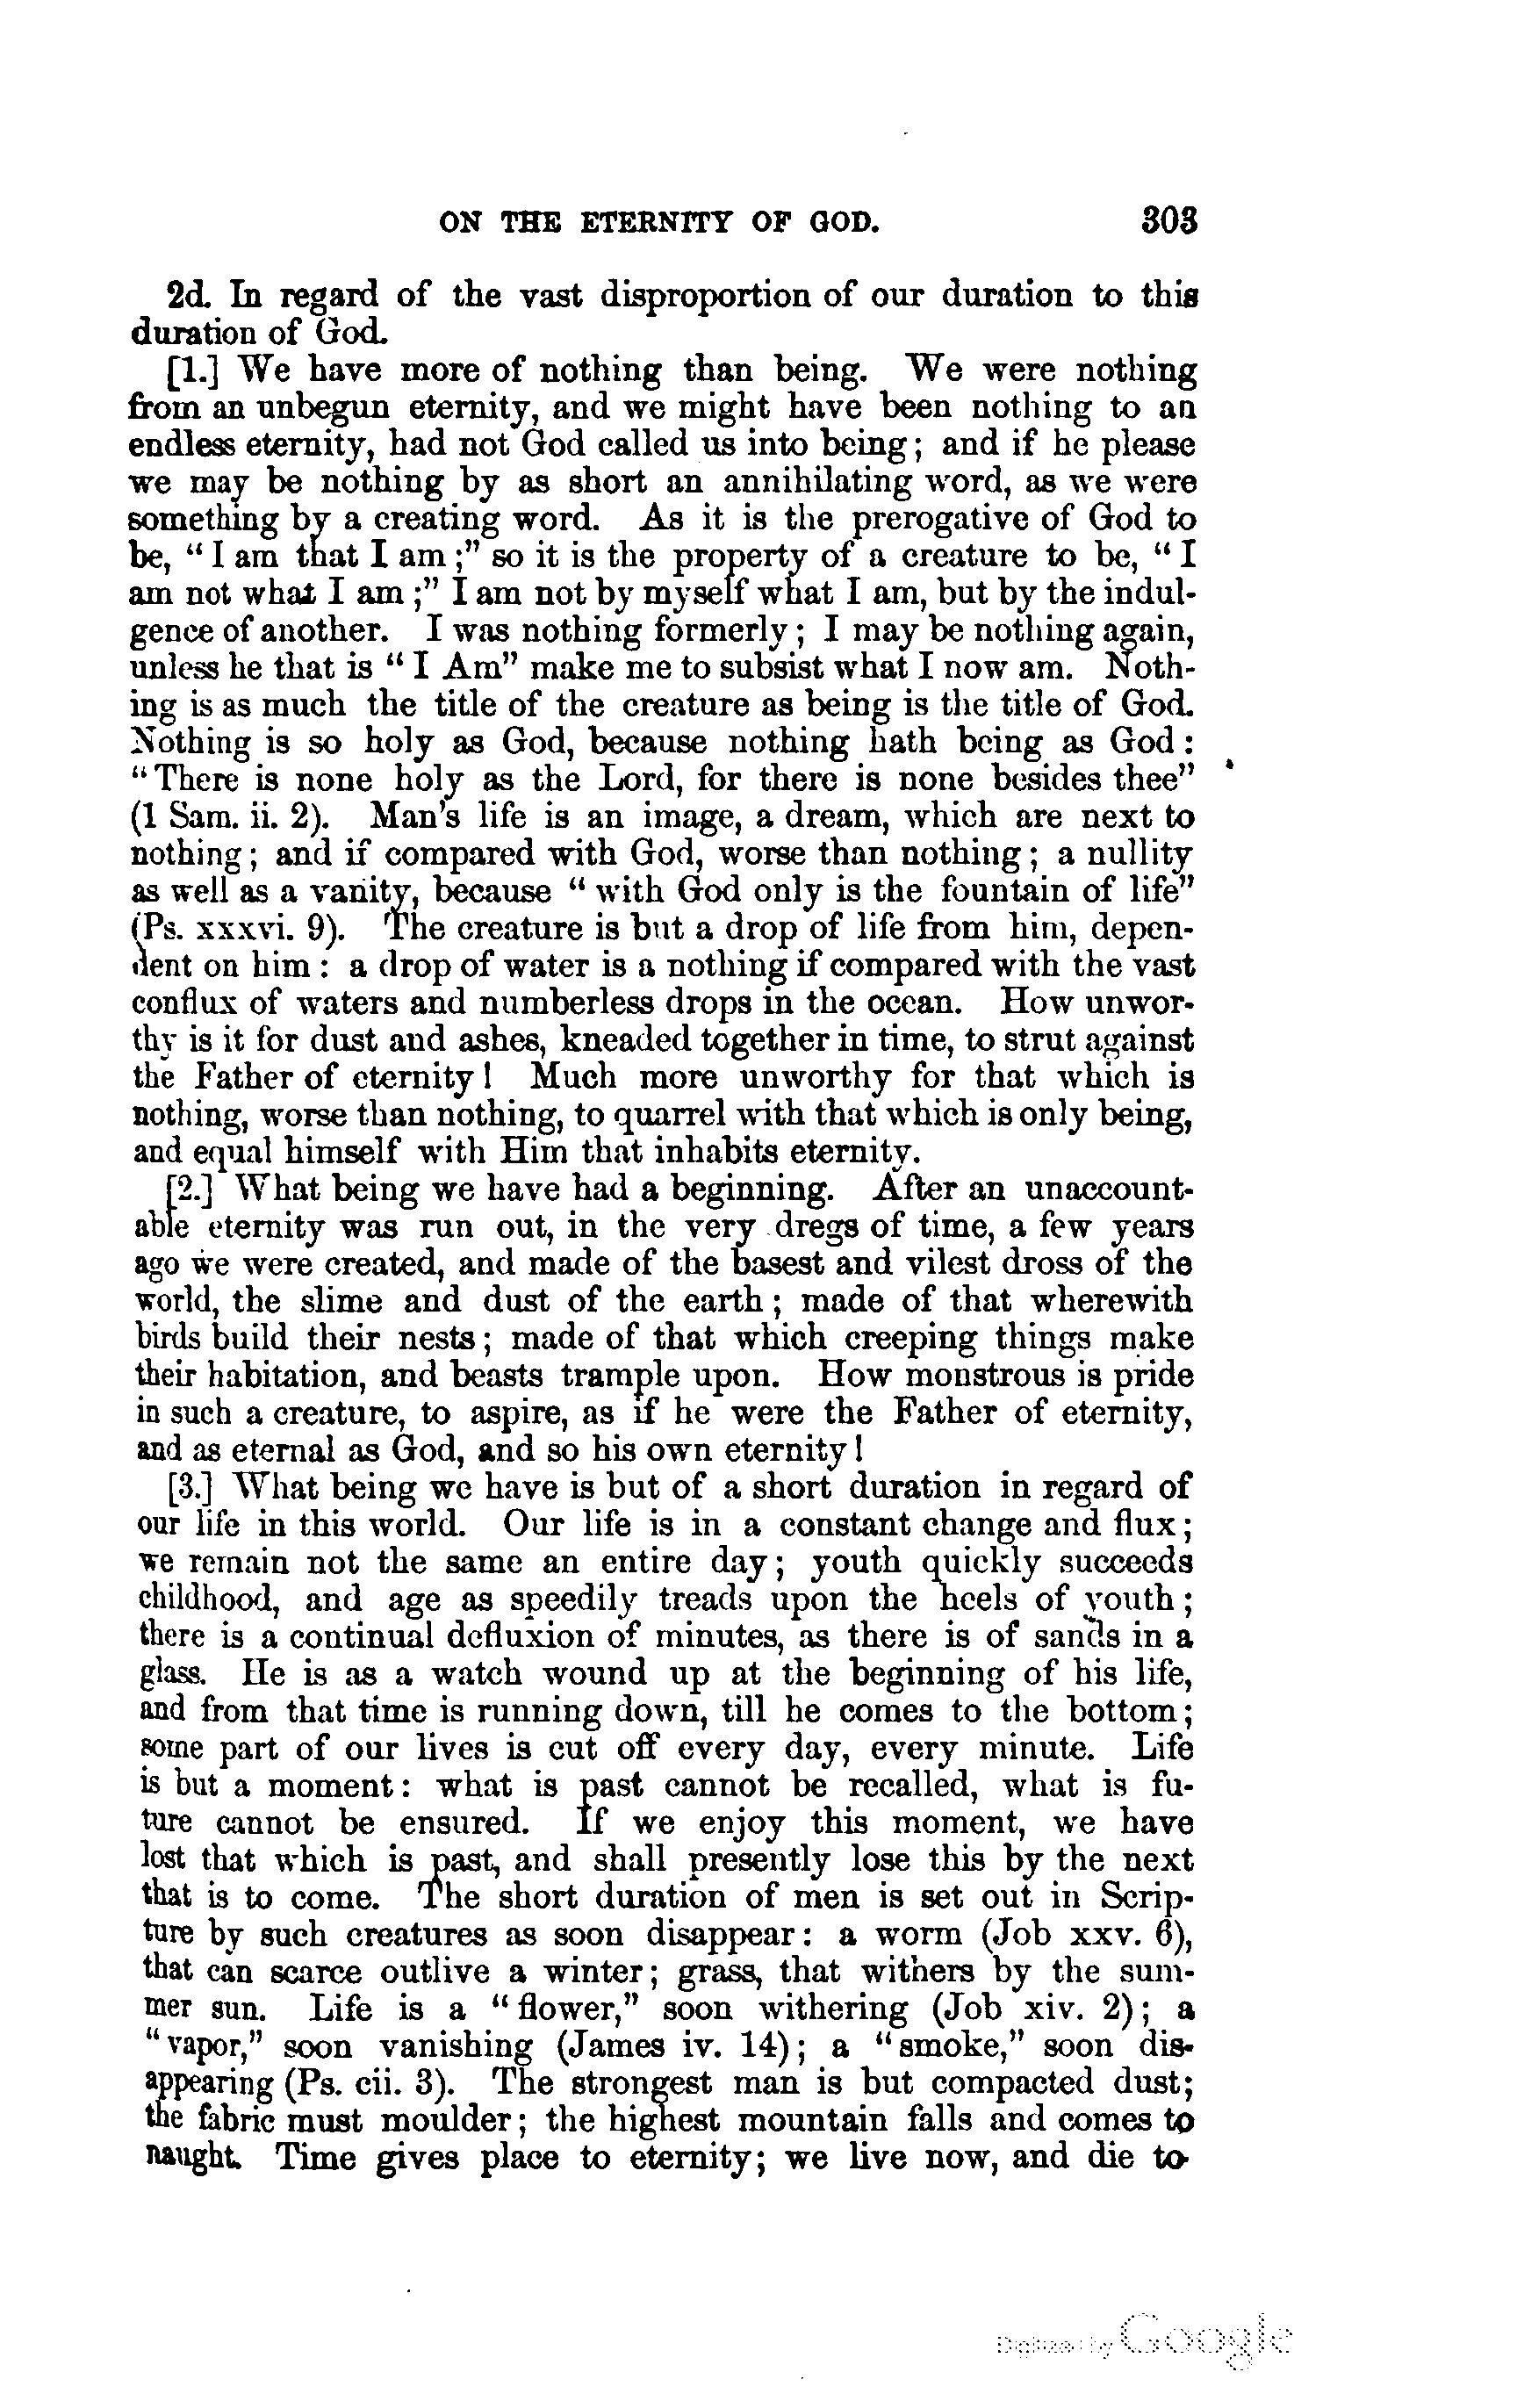 ON THE ETERNITY OF GOD. 303
2d. In regard of the vast disproportion of our duration to this
duration of God.
[1.] We have more of nothing than being. We were nothing
from an unbegun eternity, and we might have been nothing to an
endless eternity, had not God called us into being; and if he please
we may be nothing by as short an annihilating word, as we were
something by a creating word. As it is the prerogative of God to
be, "I am that I am;" so it is the property of a creature to be, "I
am not what I am;" I am not by myself what I am, but by the indul-
gence of another. I was nothing formerly; I may be nothing again,
unless he that is "I Am" make me to subsist what I now am. Noth-
ing is as much the title of the creature as being is the title of God.
Nothing is so holy as God, because nothing hath being as God:
"There is none holy as the Lord, for there is none besides thee"
(1 Sam. ii. 2). Man's life is an image, a dream, which are next to
nothing; and if compared with God, worse than nothing; a nullity
as well as a vanity, because "with God only is the fountain of life"
(Ps. xxxvi. 9). The creature is but a drop of life from him, depen-
dent on him: a drop of water is a nothing if compared with the vast
conflux of waters and numberless drops in the ocean. How unwor-
thy is it for dust and ashes, kneaded together in time, to strut against
the Father of eternity! Much more unworthy for that which is
nothing, worse than nothing, to quarrel with that which is only being,
and equal himself with Him that inhabits eternity.
[2.] What being we have had a beginning. After an unaccount-
able eternity was run out, in the very dregs of time, a few years
ago we were created, and made of the basest and vilest dross of the
world, the slime and dust of the earth; made of that wherewith
birds build their nests; made of that which creeping things make
their habitation, and beasts trample upon. How monstrous is pride
in such a creature, to aspire, as if he were the Father of eternity,
and as eternal as God, and so his own eternity!
[3.] What being we have is but of a short duration in regard of
our life in this world. Our life is in a constant change and flux;
we remain not the same an entire day; youth quickly succeeds
childhood, and age as speedily treads upon the heels of youth;
there is a continual defluxion of minutes, as there is of sands in a
glass. He is as a watch wound up at the beginning of his life,
and from that time is running down, till he comes to the bottom;
some part of our lives is cut off every day, every minute. Life
is but a moment: what is past cannot be recalled, what is fu-
ture cannot be ensured. If we enjoy this moment, we have
lost that which is past, and shall presently lose this by the next
that is to come. The short duration of men is set out in Scrip-
ture by such creatures as soon disappear: a worm (Job xxv. 6),
that can scarce outlive a winter; grass, that withers by the sum-
mer sun. Life is a "flower," soon withering (Job xiv. 2); a
"vapor," soon vanishing (James iv. 14); a "smoke," soon dis-
appearing (Ps. cii. 3). The strongest man is but compacted dust;
the fabric must moulder; the highest mountain falls and comes to
naught. Time gives place to eternity; we live now, and die to-
Digitized by Google